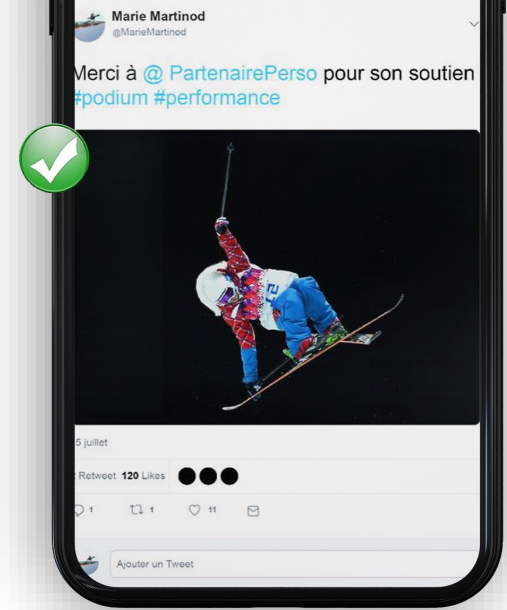 Marie Martinod
@MarieMartinod
Merci à @ PartenairePerso pour son soutien
#podium #performance
5 juillet
Retweet 120 Likes
1 1 11
Ajouter un Tweet